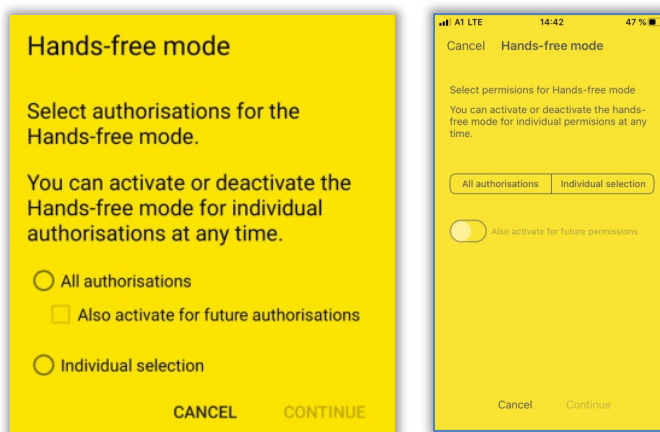 Hands-free mode
Select authorisations for the
Hands-free mode.
You can activate or deactivate the
Hands-free mode for individual
authorisations at any time.
All authorisations
Also activate for future authorisations
Individual selection
CANCEL CONTINUE
A1 LTE 14:42 47 %
Cancel Hands-free mode
Select permisions for Hands-free mode
You can activate or deactivate the hands-
free mode for individual permisions at any
time.
All authorisations Individual selection
Also activate for future permissions
Cancel Continue